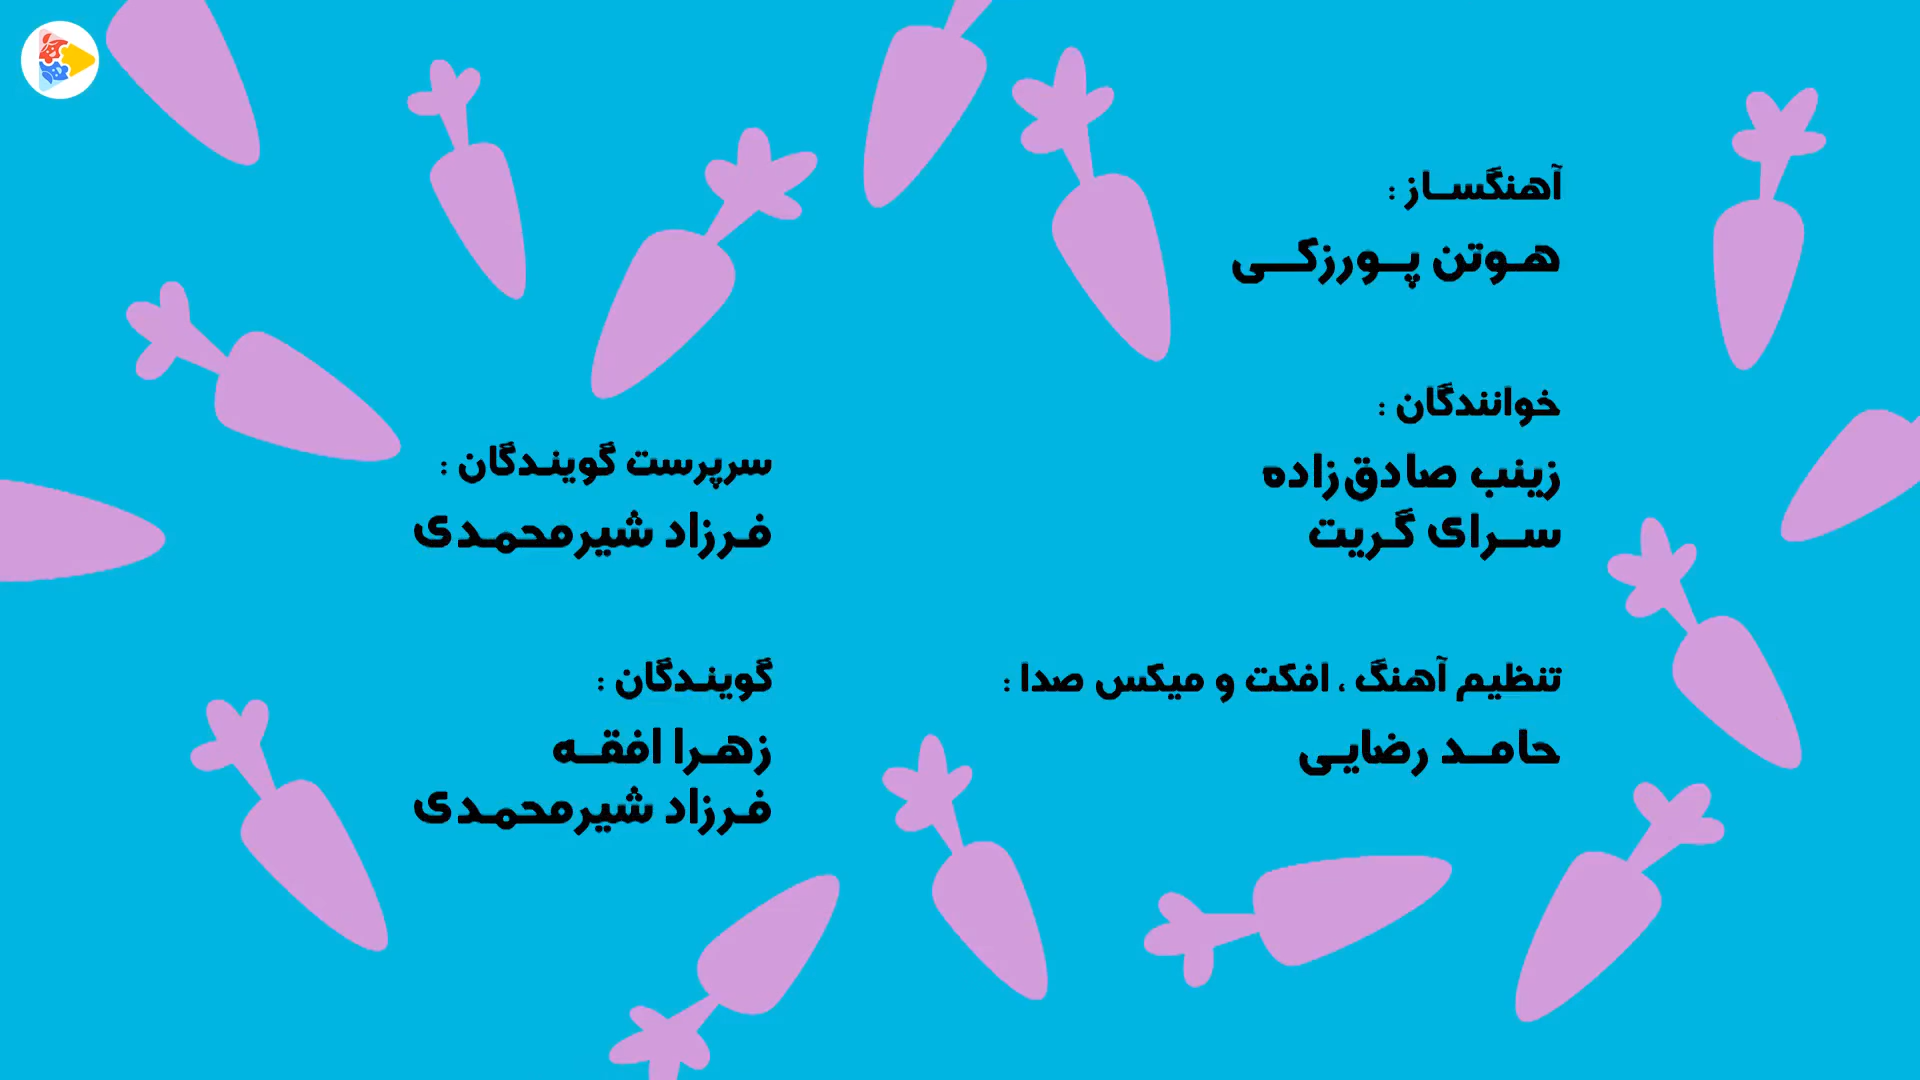 آهنگساز :
هوتن پورزکی
خوانندگان :
زینب صادق‌زاده
سرای گریت
تنظیم آهنگ ، افکت و میکس صدا :
حامد رضایی
سرپرست گویندگان :
فرزاد شیرمحمدی
گویندگان :
زهرا افقه
فرزاد شیرمحمدی